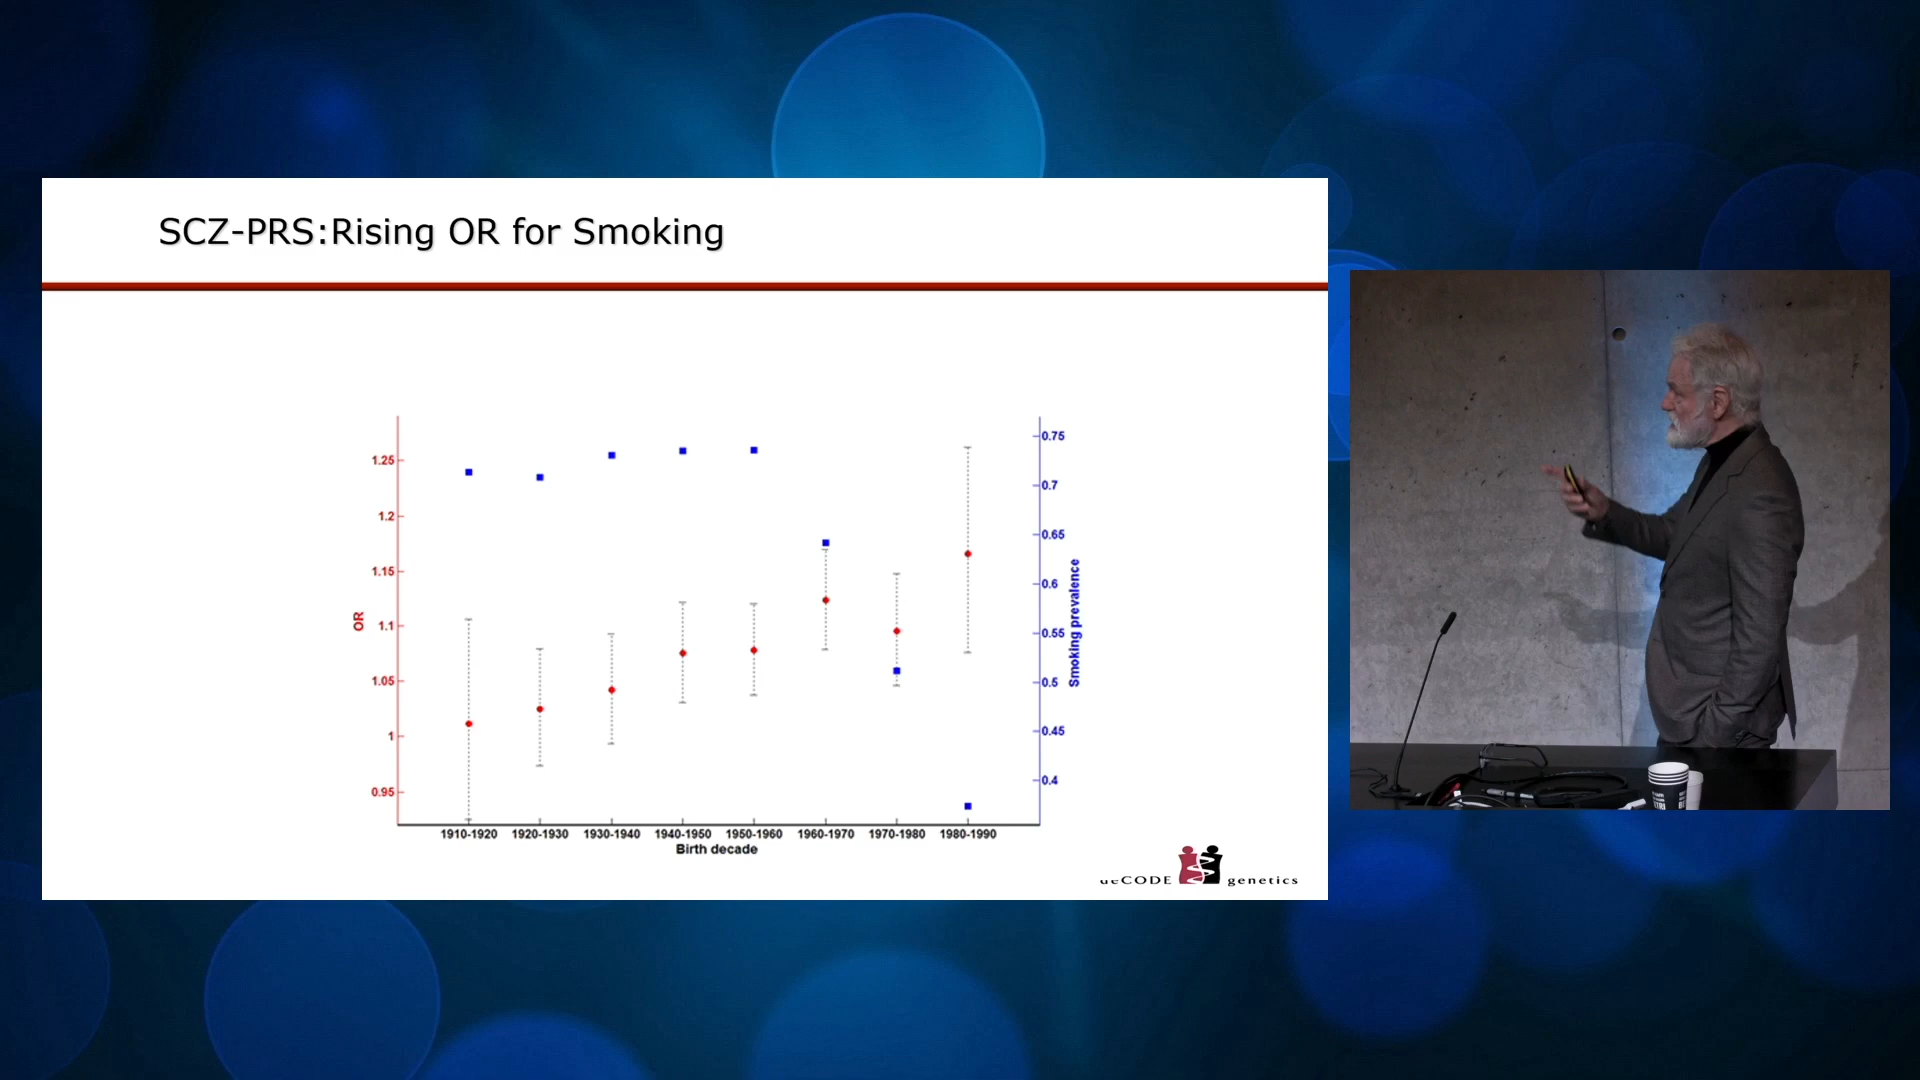 SCZ-PRS:Rising OR for Smoking
1.25
1.2
1.15
1.1
1.05
1
0.95
OR
0.75
0.7
0.65
0.6
0.55
0.5
0.45
0.4
Smoking prevalence
1910-1920 1920-1930 1930-1940 1940-1950 1950-1960 1960-1970 1970-1980 1980-1990
Birth decade
deCODE genetics